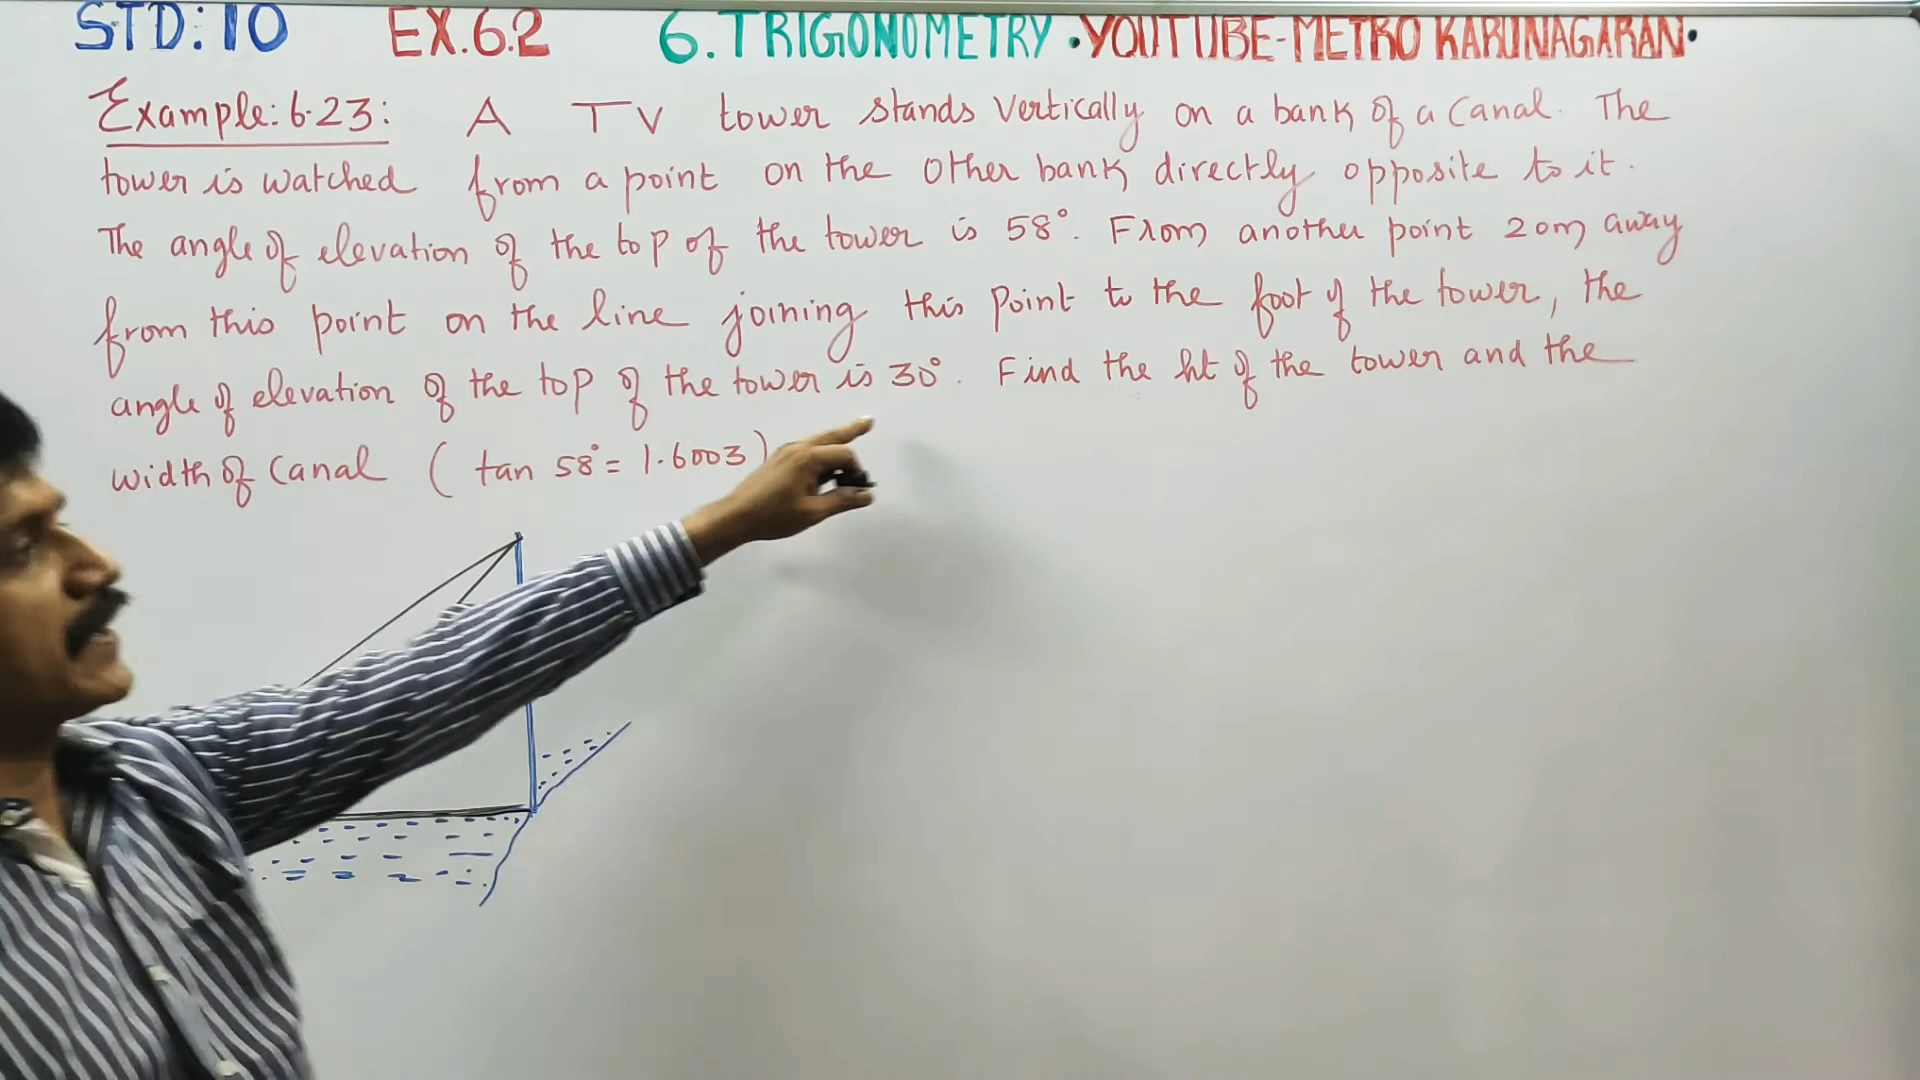 STD:10 EX.6.2 6.TRIGONOMETRY •YOUTUBE-METRO KARUNAGARAN•
Example:6.23: A TV tower stands vertically on a bank of a canal. The
tower is watched from a point on the other bank directly opposite to it.
The angle of elevation of the top of the tower is 58°. From another point 20m away
from this point on the line joining this point to the foot of the tower, the
angle of elevation of the top of the tower is 30°. Find the ht of the tower and the
width of canal (tan 58° = 1.6003)